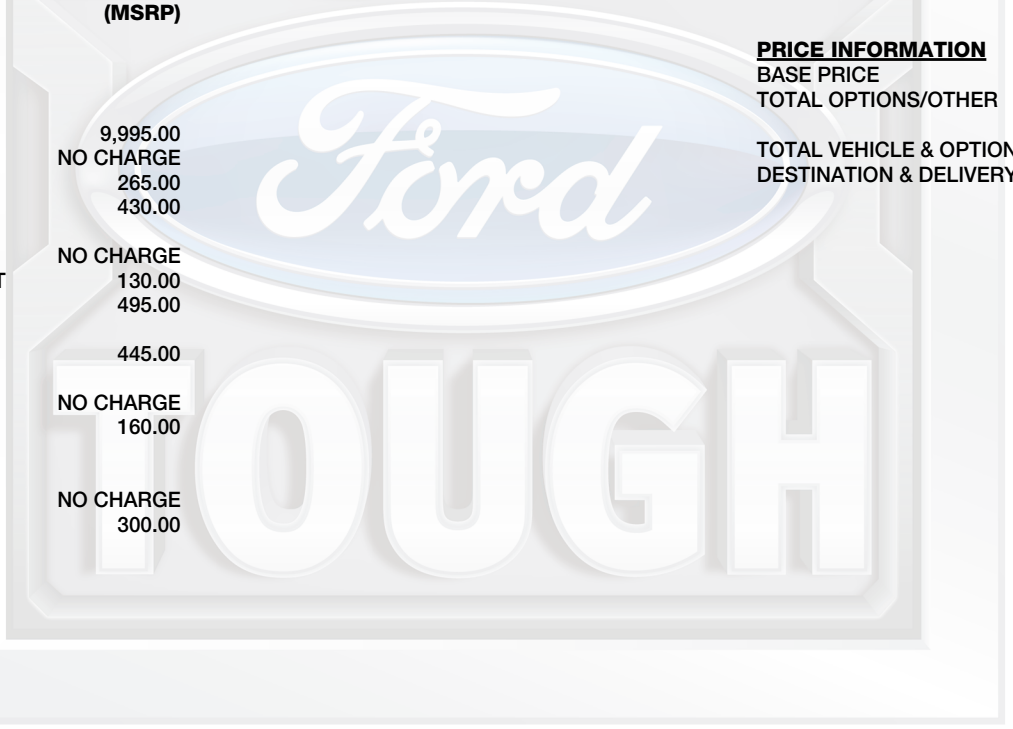 (MSRP)
9,995.00
NO CHARGE
265.00
430.00
NO CHARGE
T 130.00
495.00
445.00
NO CHARGE
160.00
NO CHARGE
300.00
PRICE INFORMATION
BASE PRICE
TOTAL OPTIONS/OTHER
TOTAL VEHICLE & OPTION
DESTINATION & DELIVERY
Ford
TOUGH